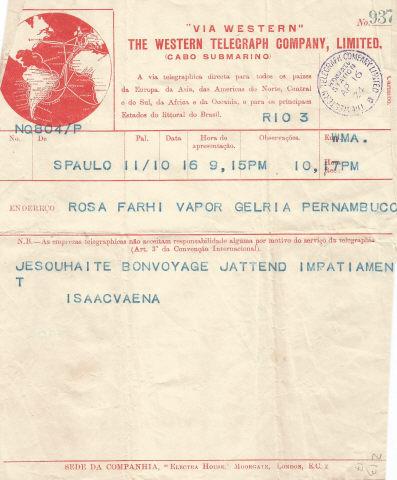 No. 937
"VIA WESTERN"
THE WESTERN TELEGRAPH COMPANY, LIMITED.
(CABO SUBMARINO)
A via telegraphica directa para todos os paizes
da Europa, da Asia, das Americas do Norte, Central
e do Sul, da Africa e da Oceania, e para os principaes
Estados do littoral do Brasil.
RIO 3
NQ804/P
No. De Pal. Data Hora de apresentação. Observações.
WMA.
SPAULO 11/10 16 9,15PM 10,17PM
ENDEREÇO ROSA FARHI VAPOR GELRIA PERNAMBUCO
N.B.—As emprezas telegraphicas não acceitam responsabilidade alguma por motivo do serviço da telegraphia
(Art. 3º da Convenção Internacional).
JESOUHAITE BONVOYAGE JATTEND IMPATIAMEN
T
ISAACVAENA
SEDE DA COMPANHIA, "ELECTRA HOUSE," MOORGATE, LONDON, E.C. 2